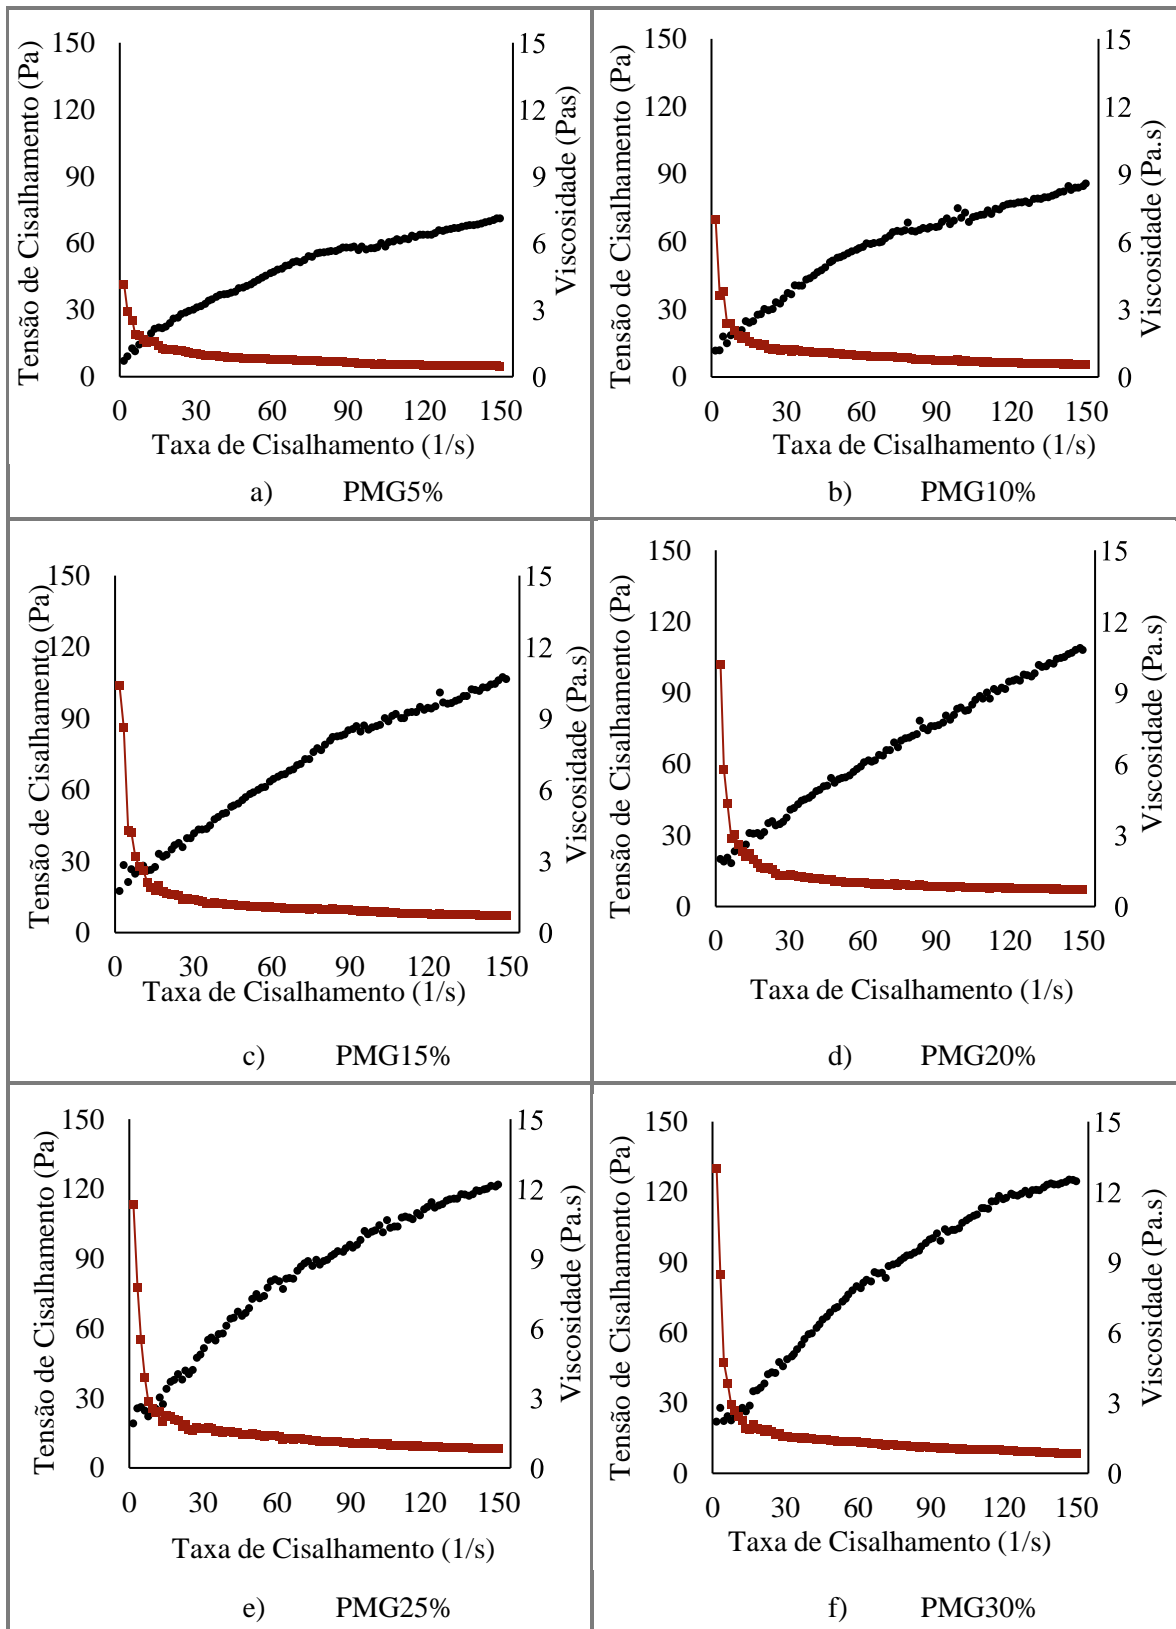 Tensão de Cisalhamento (Pa)
150
120
90
60
30
0
15
12
9
6
3
0
Viscosidade (Pas)
0 30 60 90 120 150
Taxa de Cisalhamento (1/s)
a) PMG5%
Tensão de Cisalhamento (Pa)
150
120
90
60
30
0
15
12
9
6
3
0
Viscosidade (Pa.s)
0 30 60 90 120 150
Taxa de Cisalhamento (1/s)
b) PMG10%
Tensão de Cisalhamento (Pa)
150
120
90
60
30
0
15
12
9
6
3
0
Viscosidade (Pa.s)
0 30 60 90 120 150
Taxa de Cisalhamento (1/s)
c) PMG15%
Tensão de Cisalhamento (Pa)
150
120
90
60
30
0
15
12
9
6
3
0
Viscosidade (Pa.s)
0 30 60 90 120 150
Taxa de Cisalhamento (1/s)
d) PMG20%
Tensão de Cisalhamento (Pa)
150
120
90
60
30
0
15
12
9
6
3
0
Viscosidade (Pa.s)
0 30 60 90 120 150
Taxa de Cisalhamento (1/s)
e) PMG25%
Tensão de Cisalhamento (Pa)
150
120
90
60
30
0
15
12
9
6
3
0
Viscosidade (Pa.s)
0 30 60 90 120 150
Taxa de Cisalhamento (1/s)
f) PMG30%